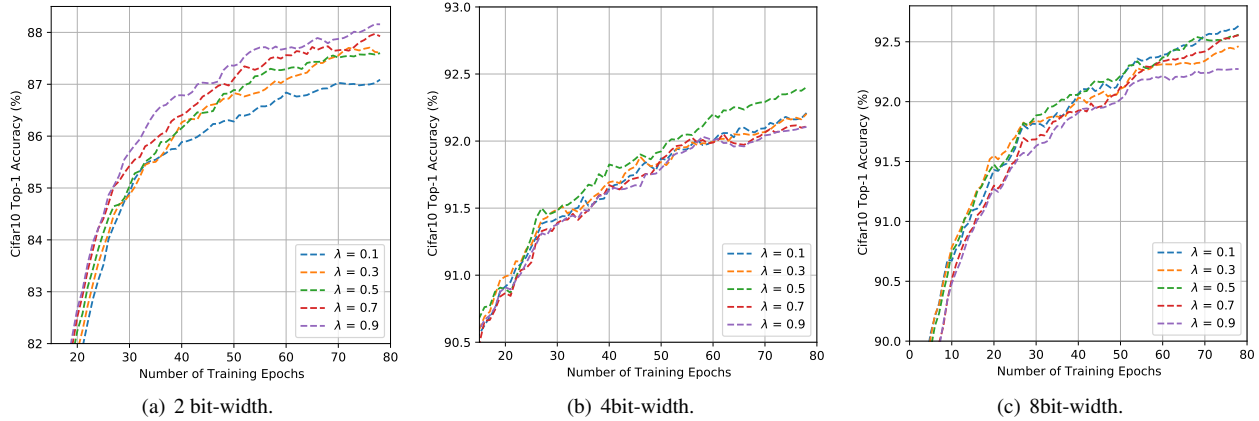 88
87
86
85
84
83
82
20
30
40
50
60
70
80
Cifar10 Top-1 Accuracy (%)
Number of Training Epochs
λ = 0.1
λ = 0.3
λ = 0.5
λ = 0.7
λ = 0.9
(a) 2 bit-width.
93.0
92.5
92.0
91.5
91.0
90.5
20
30
40
50
60
70
80
Cifar10 Top-1 Accuracy (%)
Number of Training Epochs
λ = 0.1
λ = 0.3
λ = 0.5
λ = 0.7
λ = 0.9
(b) 4bit-width.
92.5
92.0
91.5
91.0
90.5
90.0
0
10
20
30
40
50
60
70
80
Cifar10 Top-1 Accuracy (%)
Number of Training Epochs
λ = 0.1
λ = 0.3
λ = 0.5
λ = 0.7
λ = 0.9
(c) 8bit-width.